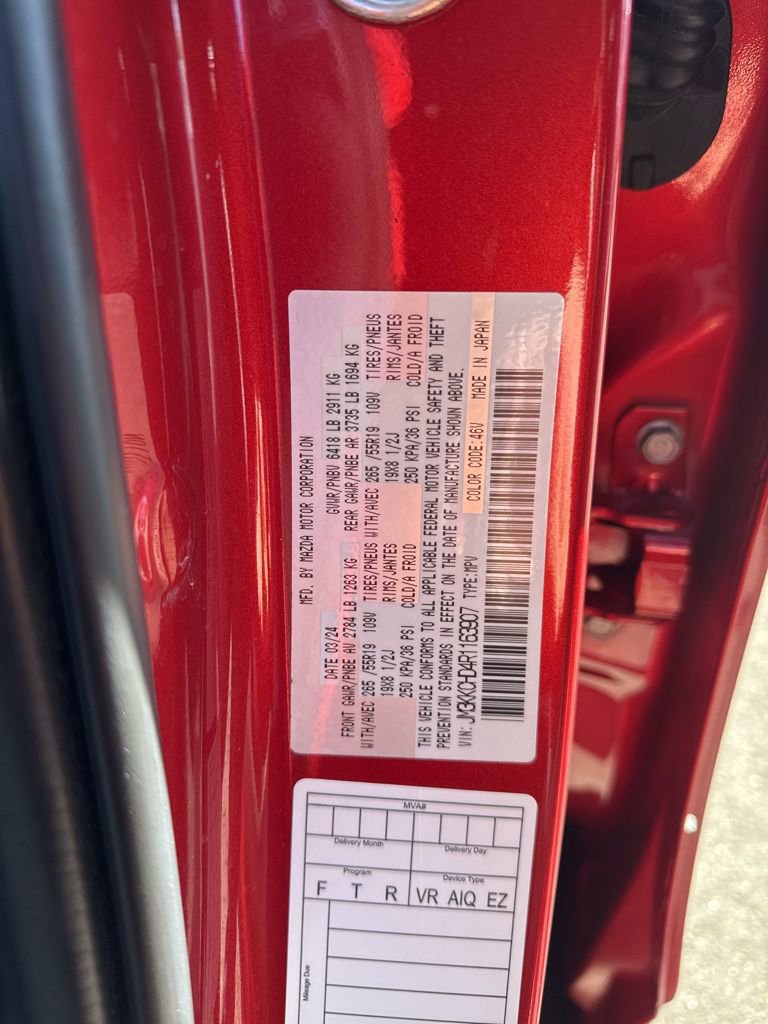 MFD. BY MAZDA MOTOR CORPORATION
DATE 03/24 GVWR/PNBV 6418 LB 2911 KG
FRONT GAWR/PNBE AV 2784 LB 1263 KG REAR GAWR/PNBE AR 3735 LB 1694 KG
WITH/AVEC 265 /55R19 109V TIRES/PNEUS WITH/AVEC 265 /55R19 109V TIRES/PNEUS
19X8 1/2J RIMS/JANTES 19X8 1/2J RIMS/JANTES
250 KPA/36 PSI COLD/A FROID 250 KPA/36 PSI COLD/A FROID
THIS VEHICLE CONFORMS TO ALL APPLICABLE FEDERAL MOTOR VEHICLE SAFETY AND THEFT
PREVENTION STANDARDS IN EFFECT ON THE DATE OF MANUFACTURE SHOWN ABOVE.
VIN: JM3KKCHD4R1163907 TYPE:MPV COLOR CODE:46V MADE IN JAPAN
MVA#
Delivery Month Delivery Day
Program Device Type
F T R VR AIQ EZ
Mileage Due